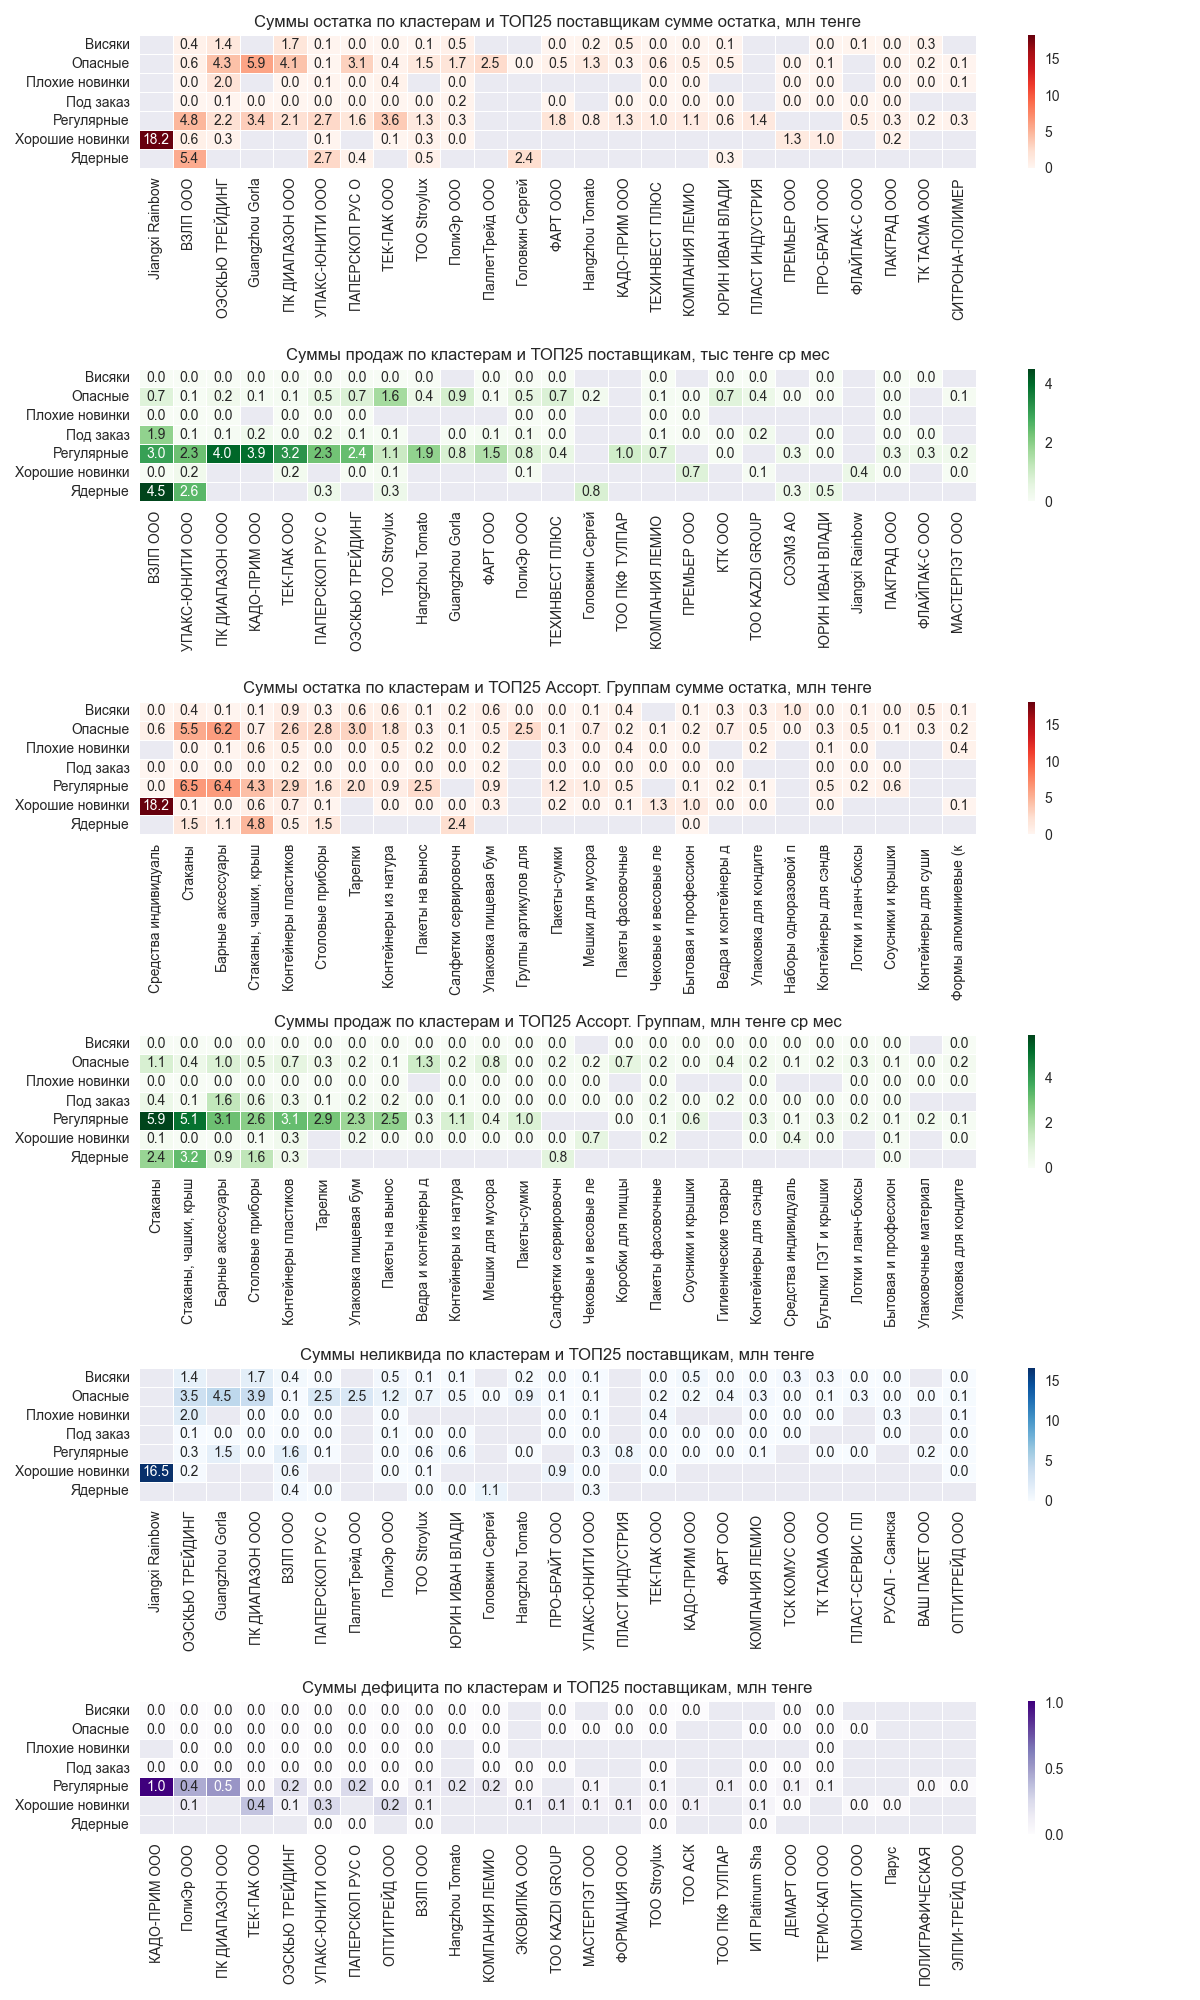 Суммы остатка по кластерам и ТОП25 поставщикам сумме остатка, млн тенге
Висяки 0.4 1.4 1.7 0.1 0.0 0.0 0.1 0.5 0.0 0.2 0.5 0.0 0.0 0.1 0.0 0.1 0.0 0.3
Опасные 0.6 4.3 5.9 4.1 0.1 3.1 0.4 1.5 1.7 2.5 0.0 0.5 1.3 0.3 0.6 0.5 0.5 0.0 0.1 0.0 0.2 0.1
Плохие новинки 0.0 2.0 0.0 0.1 0.0 0.4 0.0 0.0 0.0 0.1 0.0 0.0 0.1
Под заказ 0.0 0.1 0.0 0.0 0.0 0.0 0.0 0.0 0.2 0.0 0.0 0.0 0.0 0.0 0.0 0.0 0.0 0.0
Регулярные 4.8 2.2 3.4 2.1 2.7 1.6 3.6 1.3 0.3 1.8 0.8 1.3 1.0 1.1 0.6 1.4 0.5 0.3 0.2 0.3
Хорошие новинки 18.2 0.6 0.3 0.1 0.1 0.3 0.0 1.3 1.0 0.2
Ядерные 5.4 2.7 0.4 0.5 2.4 0.3
15
10
5
0
Jiangxi Rainbow
ВЗЛП ООО
ОЭСКЬЮ ТРЕЙДИНГ
Guangzhou Gorla
ПК ДИАПАЗОН ООО
УПАКС-ЮНИТИ ООО
ПАПЕРСКОП РУС О
ТЕК-ПАК ООО
ТОО Stroylux
ПолиЭр ООО
ПаллетТрейд ООО
Головкин Сергей
ФАРТ ООО
Hangzhou Tomato
КАДО-ПРИМ ООО
ТЕХИНВЕСТ ПЛЮС
КОМПАНИЯ ЛЕМИО
ЮРИН ИВАН ВЛАДИ
ПЛАСТ ИНДУСТРИЯ
ПРЕМЬЕР ООО
ПРО-БРАЙТ ООО
ФЛАЙПАК-С ООО
ПАКГРАД ООО
ТК ТАСМА ООО
СИТРОНА-ПОЛИМЕР
Суммы продаж по кластерам и ТОП25 поставщикам, тыс тенге ср мес
Висяки 0.0 0.0 0.0 0.0 0.0 0.0 0.0 0.0 0.0 0.0 0.0 0.0 0.0 0.0 0.0 0.0 0.0 0.0
Опасные 0.7 0.1 0.2 0.1 0.1 0.5 0.7 1.6 0.4 0.9 0.1 0.5 0.7 0.2 0.1 0.0 0.7 0.4 0.0 0.0 0.0 0.1
Плохие новинки 0.0 0.0 0.0 0.0 0.0 0.0 0.0 0.0 0.0 0.0 0.0
Под заказ 1.9 0.1 0.1 0.2 0.0 0.2 0.1 0.1 0.0 0.1 0.1 0.0 0.1 0.0 0.0 0.2 0.0 0.0 0.0
Регулярные 3.0 2.3 4.0 3.9 3.2 2.3 2.4 1.1 1.9 0.8 1.5 0.8 0.4 1.0 0.7 0.0 0.3 0.0 0.3 0.3 0.2
Хорошие новинки 0.0 0.2 0.2 0.0 0.1 0.1 0.7 0.1 0.4 0.0 0.0
Ядерные 4.5 2.6 0.3 0.3 0.8 0.3 0.5
4
2
0
ВЗЛП ООО
УПАКС-ЮНИТИ ООО
ПК ДИАПАЗОН ООО
КАДО-ПРИМ ООО
ТЕК-ПАК ООО
ПАПЕРСКОП РУС О
ОЭСКЬЮ ТРЕЙДИНГ
ТОО Stroylux
Hangzhou Tomato
Guangzhou Gorla
ФАРТ ООО
ПолиЭр ООО
ТЕХИНВЕСТ ПЛЮС
Головкин Сергей
ТОО ПКФ ТУЛПАР
КОМПАНИЯ ЛЕМИО
ПРЕМЬЕР ООО
КТК ООО
ТОО KAZDI GROUP
СОЭМЗ АО
ЮРИН ИВАН ВЛАДИ
Jiangxi Rainbow
ПАКГРАД ООО
ФЛАЙПАК-С ООО
МАСТЕРПЭТ ООО
Суммы остатка по кластерам и ТОП25 Ассорт. Группам сумме остатка, млн тенге
Висяки 0.0 0.4 0.1 0.1 0.9 0.3 0.6 0.6 0.1 0.2 0.6 0.0 0.0 0.1 0.4 0.1 0.3 0.3 1.0 0.0 0.1 0.0 0.5 0.1
Опасные 0.6 5.5 6.2 0.7 2.6 2.8 3.0 1.8 0.3 0.1 0.5 2.5 0.1 0.7 0.2 0.1 0.2 0.7 0.5 0.0 0.3 0.5 0.1 0.3 0.2
Плохие новинки 0.0 0.1 0.6 0.5 0.0 0.0 0.5 0.2 0.0 0.2 0.3 0.0 0.4 0.0 0.0 0.2 0.1 0.0 0.4
Под заказ 0.0 0.0 0.0 0.0 0.2 0.0 0.0 0.0 0.0 0.0 0.2 0.0 0.0 0.0 0.0 0.0 0.0 0.0 0.0 0.0
Регулярные 0.0 6.5 6.4 4.3 2.9 1.6 2.0 0.9 2.5 0.9 1.2 1.0 0.5 0.1 0.2 0.1 0.5 0.2 0.6
Хорошие новинки 18.2 0.1 0.0 0.6 0.7 0.1 0.0 0.0 0.0 0.3 0.2 0.0 0.1 1.3 1.0 0.0 0.0 0.0 0.0 0.1
Ядерные 1.5 1.1 4.8 0.5 1.5 2.4 0.0
15
10
5
0
Средства индивидуаль
Стаканы
Барные аксессуары
Стаканы, чашки, крыш
Контейнеры пластиков
Столовые приборы
Тарелки
Контейнеры из натура
Пакеты на вынос
Салфетки сервировочн
Упаковка пищевая бум
Группы артикулов для
Пакеты-сумки
Мешки для мусора
Пакеты фасовочные
Чековые и весовые ле
Бытовая и профессион
Ведра и контейнеры д
Упаковка для кондите
Наборы одноразовой п
Контейнеры для сэндв
Лотки и ланч-боксы
Соусники и крышки
Контейнеры для суши
Формы алюминиевые (к
Суммы продаж по кластерам и ТОП25 Ассорт. Группам, млн тенге ср мес
Висяки 0.0 0.0 0.0 0.0 0.0 0.0 0.0 0.0 0.0 0.0 0.0 0.0 0.0 0.0 0.0 0.0 0.0 0.0 0.0 0.0 0.0 0.0 0.0
Опасные 1.1 0.4 1.0 0.5 0.7 0.3 0.2 0.1 1.3 0.2 0.8 0.0 0.2 0.2 0.7 0.2 0.0 0.4 0.2 0.1 0.2 0.3 0.1 0.0 0.2
Плохие новинки 0.0 0.0 0.0 0.0 0.0 0.0 0.0 0.0 0.0 0.0 0.0 0.0 0.0 0.0 0.0 0.0 0.0 0.0 0.0
Под заказ 0.4 0.1 1.6 0.6 0.3 0.1 0.2 0.2 0.0 0.1 0.0 0.0 0.0 0.0 0.0 0.2 0.0 0.2 0.0 0.0 0.0 0.0 0.0
Регулярные 5.9 5.1 3.1 2.6 3.1 2.9 2.3 2.5 0.3 1.1 0.4 1.0 0.0 0.1 0.6 0.3 0.1 0.3 0.2 0.1 0.2 0.1
Хорошие новинки 0.1 0.0 0.0 0.1 0.3 0.2 0.0 0.0 0.0 0.0 0.0 0.0 0.7 0.2 0.0 0.4 0.0 0.1 0.0
Ядерные 2.4 3.2 0.9 1.6 0.3 0.8 0.0
4
2
0
Стаканы
Стаканы, чашки, крыш
Барные аксессуары
Столовые приборы
Контейнеры пластиков
Тарелки
Упаковка пищевая бум
Пакеты на вынос
Ведра и контейнеры д
Контейнеры из натура
Мешки для мусора
Пакеты-сумки
Салфетки сервировочн
Чековые и весовые ле
Коробки для пиццы
Пакеты фасовочные
Соусники и крышки
Гигиенические товары
Контейнеры для сэндв
Средства индивидуаль
Бутылки ПЭТ и крышки
Лотки и ланч-боксы
Бытовая и профессион
Упаковочные материал
Упаковка для кондите
Суммы неликвида по кластерам и ТОП25 поставщикам, млн тенге
Висяки 1.4 1.7 0.4 0.0 0.5 0.1 0.1 0.2 0.0 0.1 0.0 0.5 0.0 0.0 0.3 0.3 0.0 0.0 0.0
Опасные 3.5 4.5 3.9 0.1 2.5 2.5 1.2 0.7 0.5 0.0 0.9 0.1 0.1 0.2 0.2 0.4 0.3 0.0 0.1 0.3 0.0 0.0 0.1
Плохие новинки 2.0 0.0 0.0 0.0 0.0 0.0 0.1 0.4 0.0 0.0 0.0 0.3 0.1
Под заказ 0.1 0.0 0.0 0.0 0.1 0.0 0.0 0.0 0.0 0.0 0.0 0.0 0.0 0.0 0.0 0.0
Регулярные 0.3 1.5 0.0 1.6 0.1 0.6 0.6 0.0 0.3 0.8 0.0 0.0 0.0 0.1 0.0 0.0 0.2 0.0
Хорошие новинки 16.5 0.2 0.6 0.0 0.1 0.9 0.0 0.0 0.0
Ядерные 0.4 0.0 0.0 0.0 1.1 0.3
15
10
5
0
Jiangxi Rainbow
ОЭСКЬЮ ТРЕЙДИНГ
Guangzhou Gorla
ПК ДИАПАЗОН ООО
ВЗЛП ООО
ПАПЕРСКОП РУС О
ПаллетТрейд ООО
ПолиЭр ООО
ТОО Stroylux
ЮРИН ИВАН ВЛАДИ
Головкин Сергей
Hangzhou Tomato
ПРО-БРАЙТ ООО
УПАКС-ЮНИТИ ООО
ПЛАСТ ИНДУСТРИЯ
ТЕК-ПАК ООО
КАДО-ПРИМ ООО
ФАРТ ООО
КОМПАНИЯ ЛЕМИО
ТСК КОМУС ООО
ТК ТАСМА ООО
ПЛАСТ-СЕРВИС ПЛ
РУСАЛ - Саянска
ВАШ ПАКЕТ ООО
ОПТИТРЕЙД ООО
Суммы дефицита по кластерам и ТОП25 поставщикам, млн тенге
Висяки 0.0 0.0 0.0 0.0 0.0 0.0 0.0 0.0 0.0 0.0 0.0 0.0 0.0 0.0 0.0 0.0 0.0
Опасные 0.0 0.0 0.0 0.0 0.0 0.0 0.0 0.0 0.0 0.0 0.0 0.0 0.0 0.0 0.0 0.0 0.0 0.0 0.0
Плохие новинки 0.0 0.0 0.0 0.0 0.0 0.0 0.0 0.0 0.0 0.0
Под заказ 0.0 0.0 0.0 0.0 0.0 0.0 0.0 0.0 0.0 0.0 0.0 0.0 0.0 0.0 0.0 0.0 0.0
Регулярные 1.0 0.4 0.5 0.0 0.2 0.0 0.2 0.0 0.1 0.2 0.2 0.1 0.1 0.1 0.0 0.1 0.1 0.0 0.0
Хорошие новинки 0.1 0.4 0.1 0.3 0.2 0.1 0.1 0.1 0.1 0.1 0.0 0.1 0.1 0.0 0.0 0.0
Ядерные 0.0 0.0 0.0 0.0 0.0
1.0
0.5
0.0
КАДО-ПРИМ ООО
ПолиЭр ООО
ПК ДИАПАЗОН ООО
ТЕК-ПАК ООО
ОЭСКЬЮ ТРЕЙДИНГ
УПАКС-ЮНИТИ ООО
ПАПЕРСКОП РУС О
ОПТИТРЕЙД ООО
ВЗЛП ООО
Hangzhou Tomato
КОМПАНИЯ ЛЕМИО
ЭКОВИЛКА ООО
ТОО KAZDI GROUP
МАСТЕРПЭТ ООО
ФОРМАЦИЯ ООО
ТОО Stroylux
ТОО АСК
ТОО ПКФ ТУЛПАР
ИП Platinum Sha
ДЕМАРТ ООО
ТЕРМО-КАП ООО
МОНОЛИТ ООО
Парус
ПОЛИГРАФИЧЕСКАЯ
ЭЛПИ-ТРЕЙД ООО